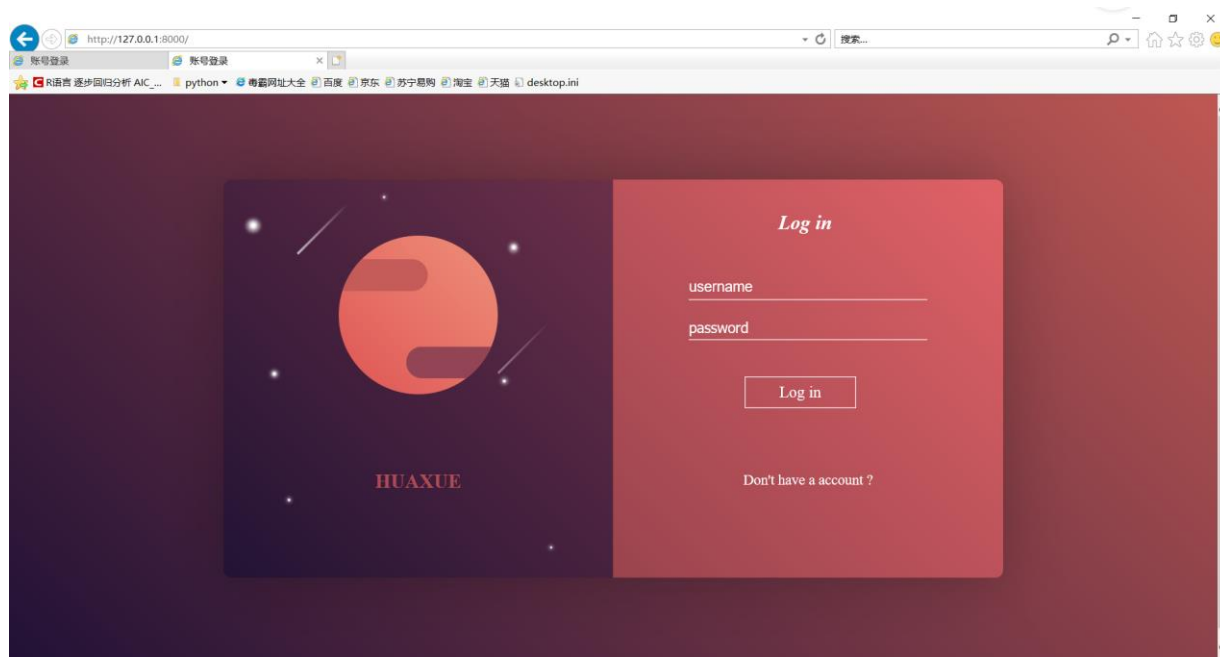 http://127.0.0.1:8000/
搜索...
账号登录
账号登录
R语言 逐步回归分析 AIC_... python 毒霸网址大全 百度 京东 苏宁易购 淘宝 天猫 desktop.ini
Log in
username
password
Log in
HUAXUE
Don't have a account ?